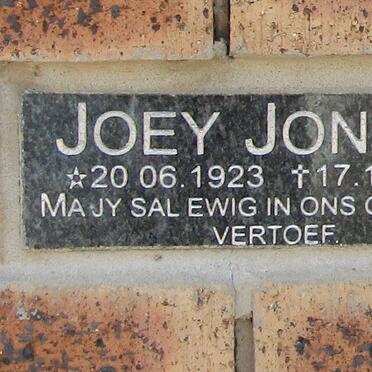 JOEY JON
☆20 06.1923 †17.1
MA JY SAL EWIG IN ONS
VERTOEF.